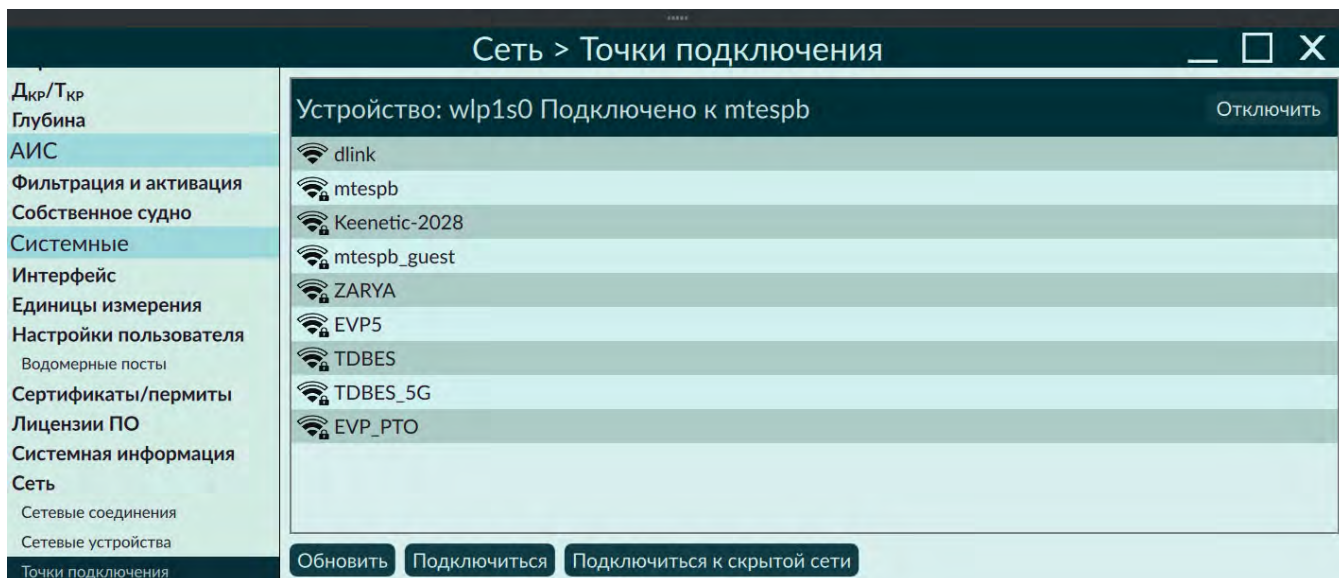 Сеть > Точки подключения
Д_КР/Т_КР
Глубина
АИС
Фильтрация и активация
Собственное судно
Системные
Интерфейс
Единицы измерения
Настройки пользователя
Водомерные посты
Сертификаты/пермиты
Лицензии ПО
Системная информация
Сеть
Сетевые соединения
Сетевые устройства
Точки подключения
Устройство: wlp1s0 Подключено к mtespb
Отключить
dlink
mtespb
Keenetic-2028
mtespb_guest
ZARYA
EVP5
TDBES
TDBES_5G
EVP_PTO
Обновить
Подключиться
Подключиться к скрытой сети